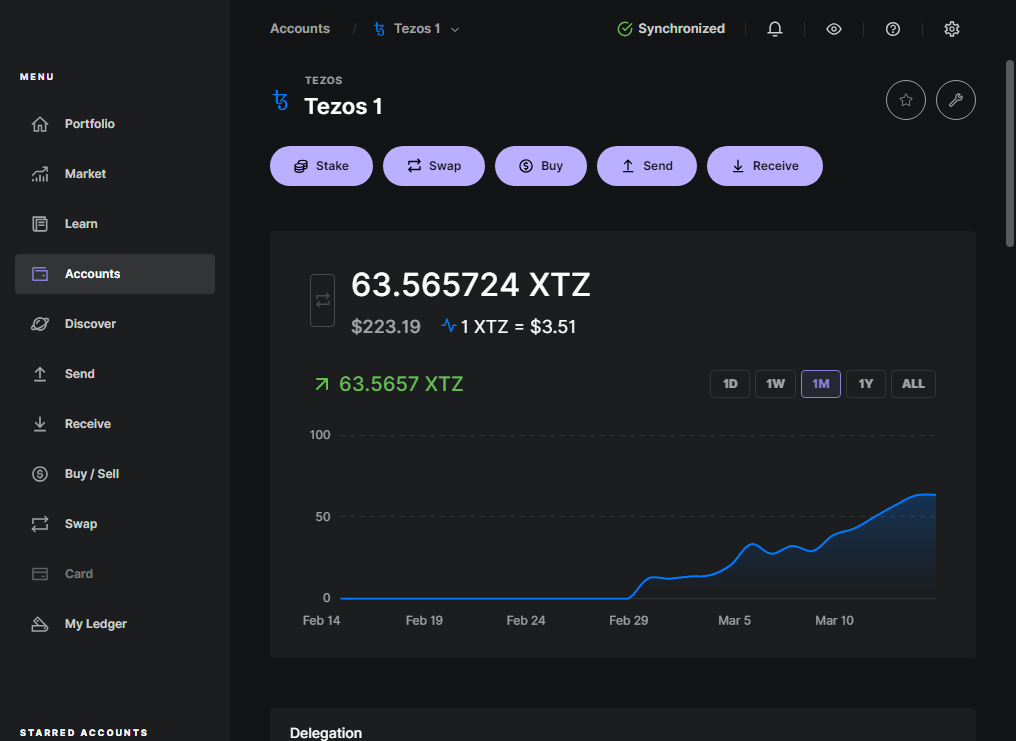 Accounts / Tezos 1
Synchronized
MENU
Portfolio
Market
Learn
Accounts
Discover
Send
Receive
Buy / Sell
Swap
Card
My Ledger
STARRED ACCOUNTS
TEZOS
Tezos 1
Stake Swap Buy Send Receive
63.565724 XTZ
$223.19 1 XTZ = $3.51
63.5657 XTZ
1D 1W 1M 1Y ALL
100
50
0
Feb 14 Feb 19 Feb 24 Feb 29 Mar 5 Mar 10
Delegation